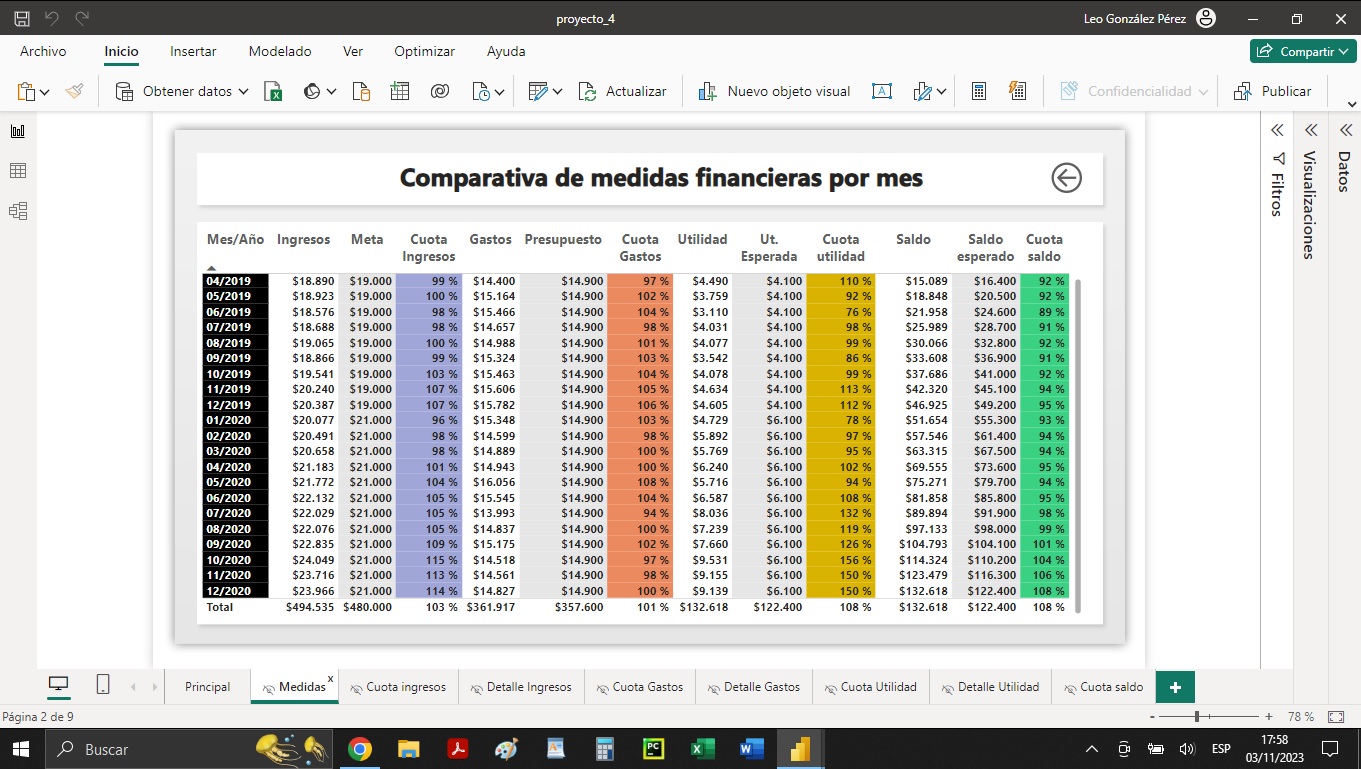 proyecto_4
Leo González Pérez
Archivo Inicio Insertar Modelado Ver Optimizar Ayuda
Compartir
Obtener datos Actualizar Nuevo objeto visual Confidencialidad Publicar
Comparativa de medidas financieras por mes
Mes/Año Ingresos Meta Cuota Ingresos Gastos Presupuesto Cuota Gastos Utilidad Ut. Esperada Cuota utilidad Saldo Saldo esperado Cuota saldo
04/2019 $18.890 $19.000 99 % $14.400 $14.900 97 % $4.490 $4.100 110 % $15.089 $16.400 92 %
05/2019 $18.923 $19.000 100 % $15.164 $14.900 102 % $3.759 $4.100 92 % $18.848 $20.500 92 %
06/2019 $18.576 $19.000 98 % $15.466 $14.900 104 % $3.110 $4.100 76 % $21.958 $24.600 89 %
07/2019 $18.688 $19.000 98 % $14.657 $14.900 98 % $4.031 $4.100 98 % $25.989 $28.700 91 %
08/2019 $19.065 $19.000 100 % $14.988 $14.900 101 % $4.077 $4.100 99 % $30.066 $32.800 92 %
09/2019 $18.866 $19.000 99 % $15.324 $14.900 103 % $3.542 $4.100 86 % $33.608 $36.900 91 %
10/2019 $19.541 $19.000 103 % $15.463 $14.900 104 % $4.078 $4.100 99 % $37.686 $41.000 92 %
11/2019 $20.240 $19.000 107 % $15.606 $14.900 105 % $4.634 $4.100 113 % $42.320 $45.100 94 %
12/2019 $20.387 $19.000 107 % $15.782 $14.900 106 % $4.605 $4.100 112 % $46.925 $49.200 95 %
01/2020 $20.077 $21.000 96 % $15.348 $14.900 103 % $4.729 $6.100 78 % $51.654 $55.300 93 %
02/2020 $20.491 $21.000 98 % $14.599 $14.900 98 % $5.892 $6.100 97 % $57.546 $61.400 94 %
03/2020 $20.658 $21.000 98 % $14.889 $14.900 100 % $5.769 $6.100 95 % $63.315 $67.500 94 %
04/2020 $21.183 $21.000 101 % $14.943 $14.900 100 % $6.240 $6.100 102 % $69.555 $73.600 95 %
05/2020 $21.772 $21.000 104 % $16.056 $14.900 108 % $5.716 $6.100 94 % $75.271 $79.700 94 %
06/2020 $22.132 $21.000 105 % $15.545 $14.900 104 % $6.587 $6.100 108 % $81.858 $85.800 95 %
07/2020 $22.029 $21.000 105 % $13.993 $14.900 94 % $8.036 $6.100 132 % $89.894 $91.900 98 %
08/2020 $22.076 $21.000 105 % $14.837 $14.900 100 % $7.239 $6.100 119 % $97.133 $98.000 99 %
09/2020 $22.835 $21.000 109 % $15.175 $14.900 102 % $7.660 $6.100 126 % $104.793 $104.100 101 %
10/2020 $24.049 $21.000 115 % $14.518 $14.900 97 % $9.531 $6.100 156 % $114.324 $110.200 104 %
11/2020 $23.716 $21.000 113 % $14.561 $14.900 98 % $9.155 $6.100 150 % $123.479 $116.300 106 %
12/2020 $23.966 $21.000 114 % $14.827 $14.900 100 % $9.139 $6.100 150 % $132.618 $122.400 108 %
Total $494.535 $480.000 103 % $361.917 $357.600 101 % $132.618 $122.400 108 % $132.618 $122.400 108 %
Filtros
Visualizaciones
Datos
Principal Medidas x Cuota ingresos Detalle Ingresos Cuota Gastos Detalle Gastos Cuota Utilidad Detalle Utilidad Cuota saldo +
Página 2 de 9
- + 78 %
Buscar
PC
ESP
17:58
03/11/2023